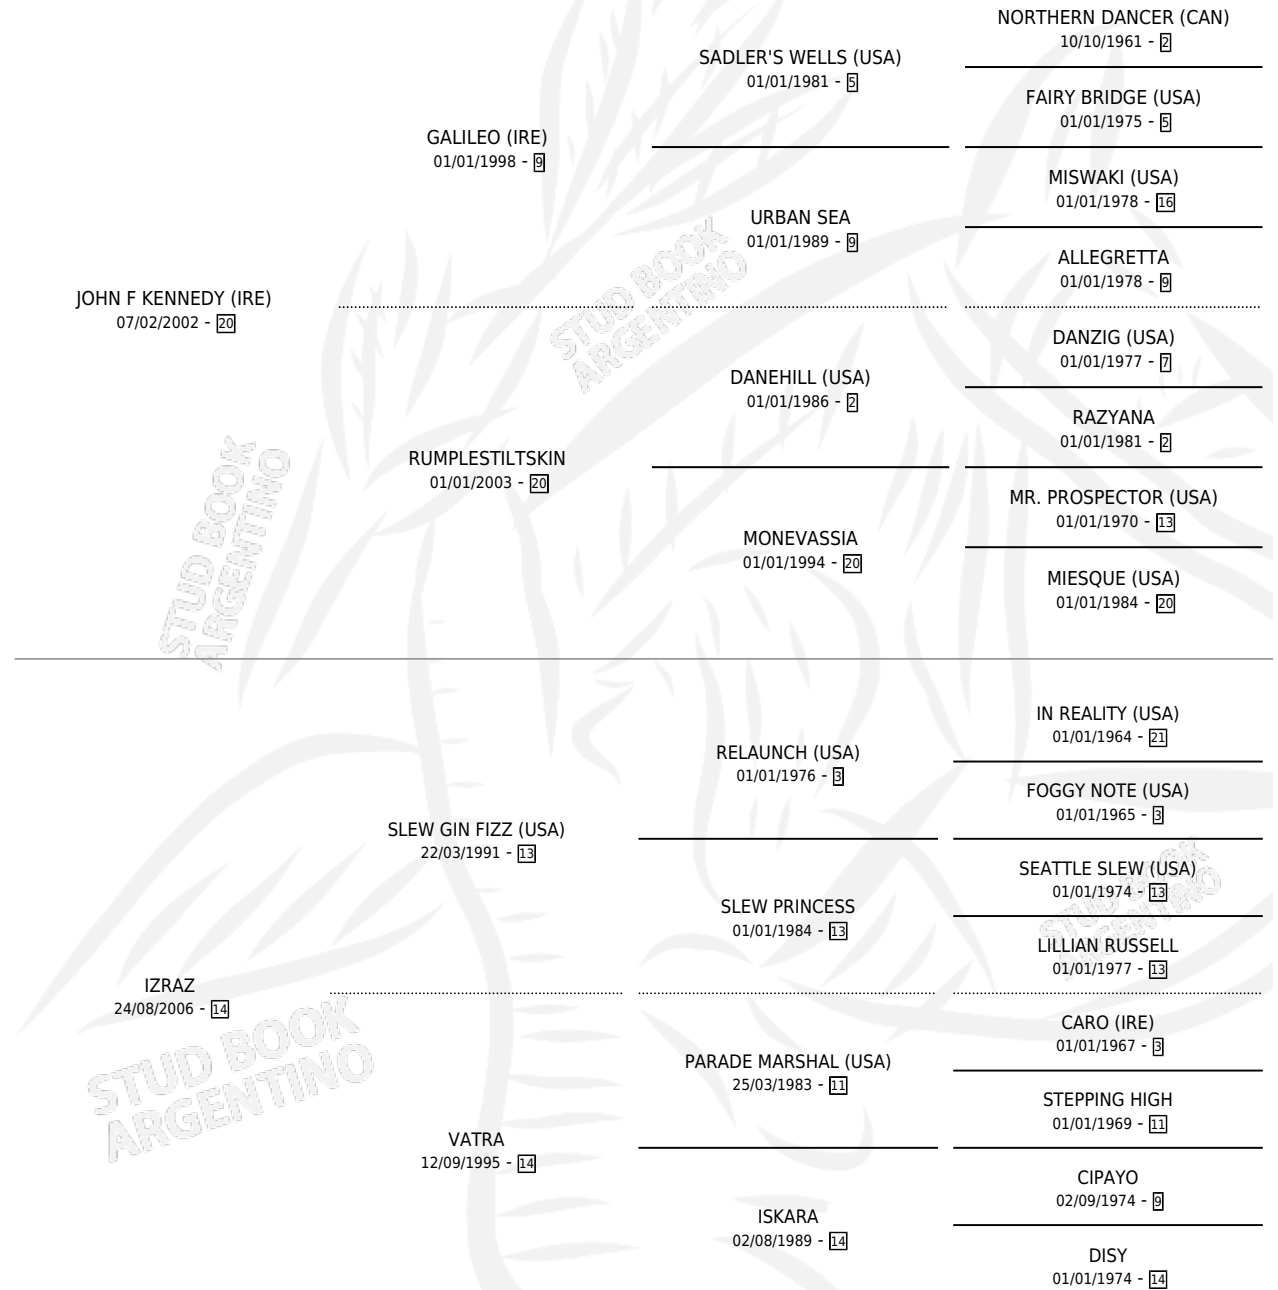 NORTHERN DANCER (CAN)
10/10/1961 - 2
SADLER'S WELLS (USA)
01/01/1981 - 5
FAIRY BRIDGE (USA)
01/01/1975 - 5
GALILEO (IRE)
01/01/1998 - 9
MISWAKI (USA)
01/01/1978 - 16
URBAN SEA
01/01/1989 - 9
ALLEGRETTA
01/01/1978 - 9
JOHN F KENNEDY (IRE)
07/02/2002 - 20
DANZIG (USA)
01/01/1977 - 7
DANEHILL (USA)
01/01/1986 - 2
RAZYANA
01/01/1981 - 2
RUMPLESTILTSKIN
01/01/2003 - 20
MR. PROSPECTOR (USA)
01/01/1970 - 13
MONEVASSIA
01/01/1994 - 20
MIESQUE (USA)
01/01/1984 - 20
IN REALITY (USA)
01/01/1964 - 21
RELAUNCH (USA)
01/01/1976 - 3
FOGGY NOTE (USA)
01/01/1965 - 3
SLEW GIN FIZZ (USA)
22/03/1991 - 13
SEATTLE SLEW (USA)
01/01/1974 - 13
SLEW PRINCESS
01/01/1984 - 13
LILLIAN RUSSELL
01/01/1977 - 13
IZRAZ
24/08/2006 - 14
CARO (IRE)
01/01/1967 - 3
PARADE MARSHAL (USA)
25/03/1983 - 11
STEPPING HIGH
01/01/1969 - 11
VATRA
12/09/1995 - 14
CIPAYO
02/09/1974 - 9
ISKARA
02/08/1989 - 14
DISY
01/01/1974 - 14
STUD BOOK
ARGENTINO
STUD BOOK
ARGENTINO
STUD BOOK
ARGENTINO
STUD BOOK
ARGENTINO